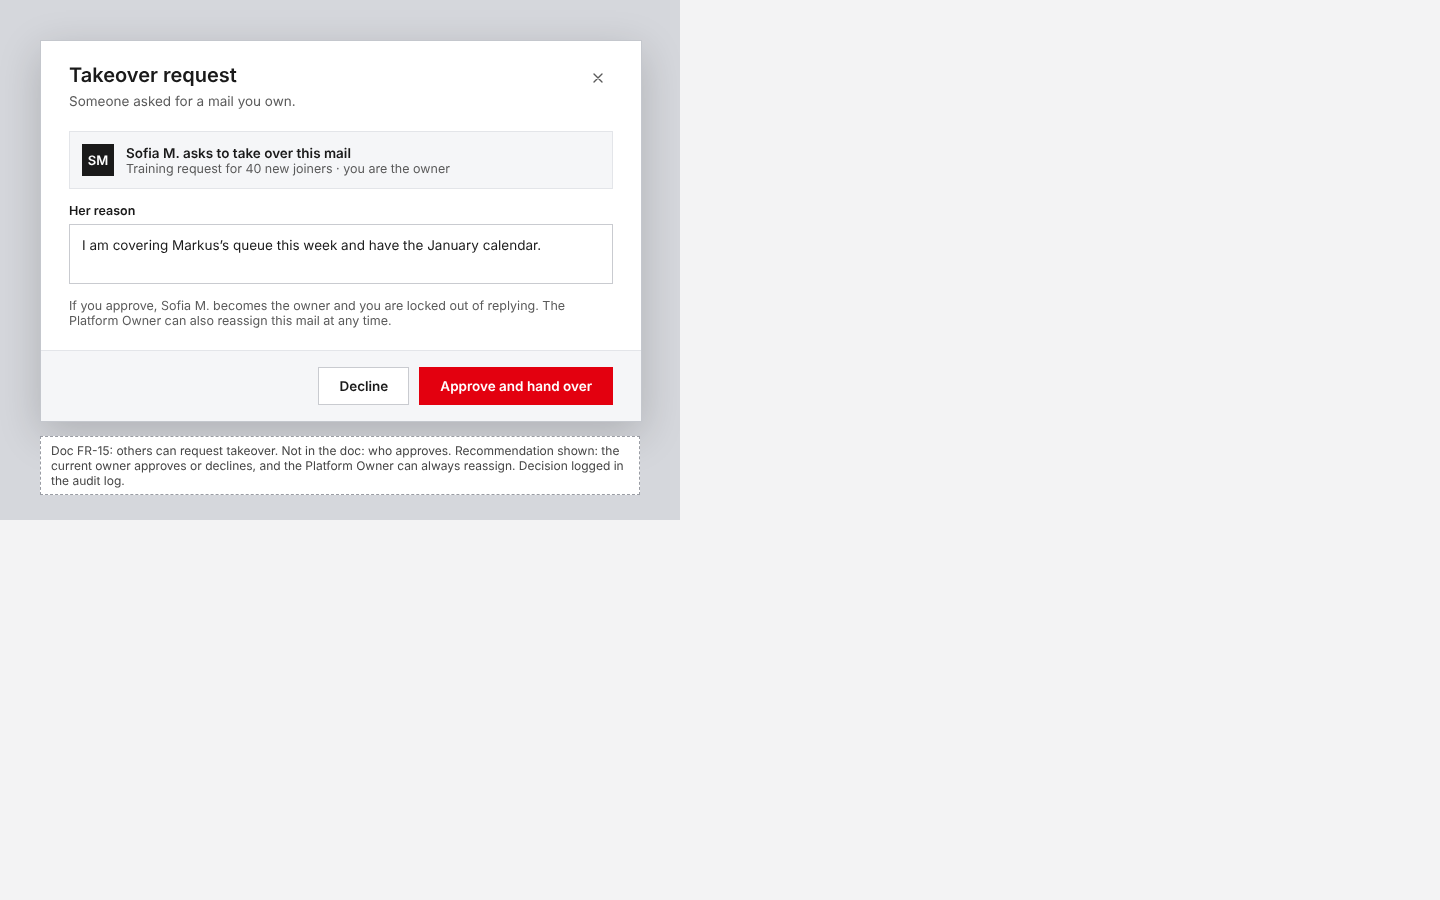 Takeover request
Someone asked for a mail you own.
SM
Sofia M. asks to take over this mail
Training request for 40 new joiners · you are the owner
Her reason
I am covering Markus’s queue this week and have the January calendar.
If you approve, Sofia M. becomes the owner and you are locked out of replying. The
Platform Owner can also reassign this mail at any time.
Decline
Approve and hand over
Doc FR-15: others can request takeover. Not in the doc: who approves. Recommendation shown: the
current owner approves or declines, and the Platform Owner can always reassign. Decision logged in
the audit log.